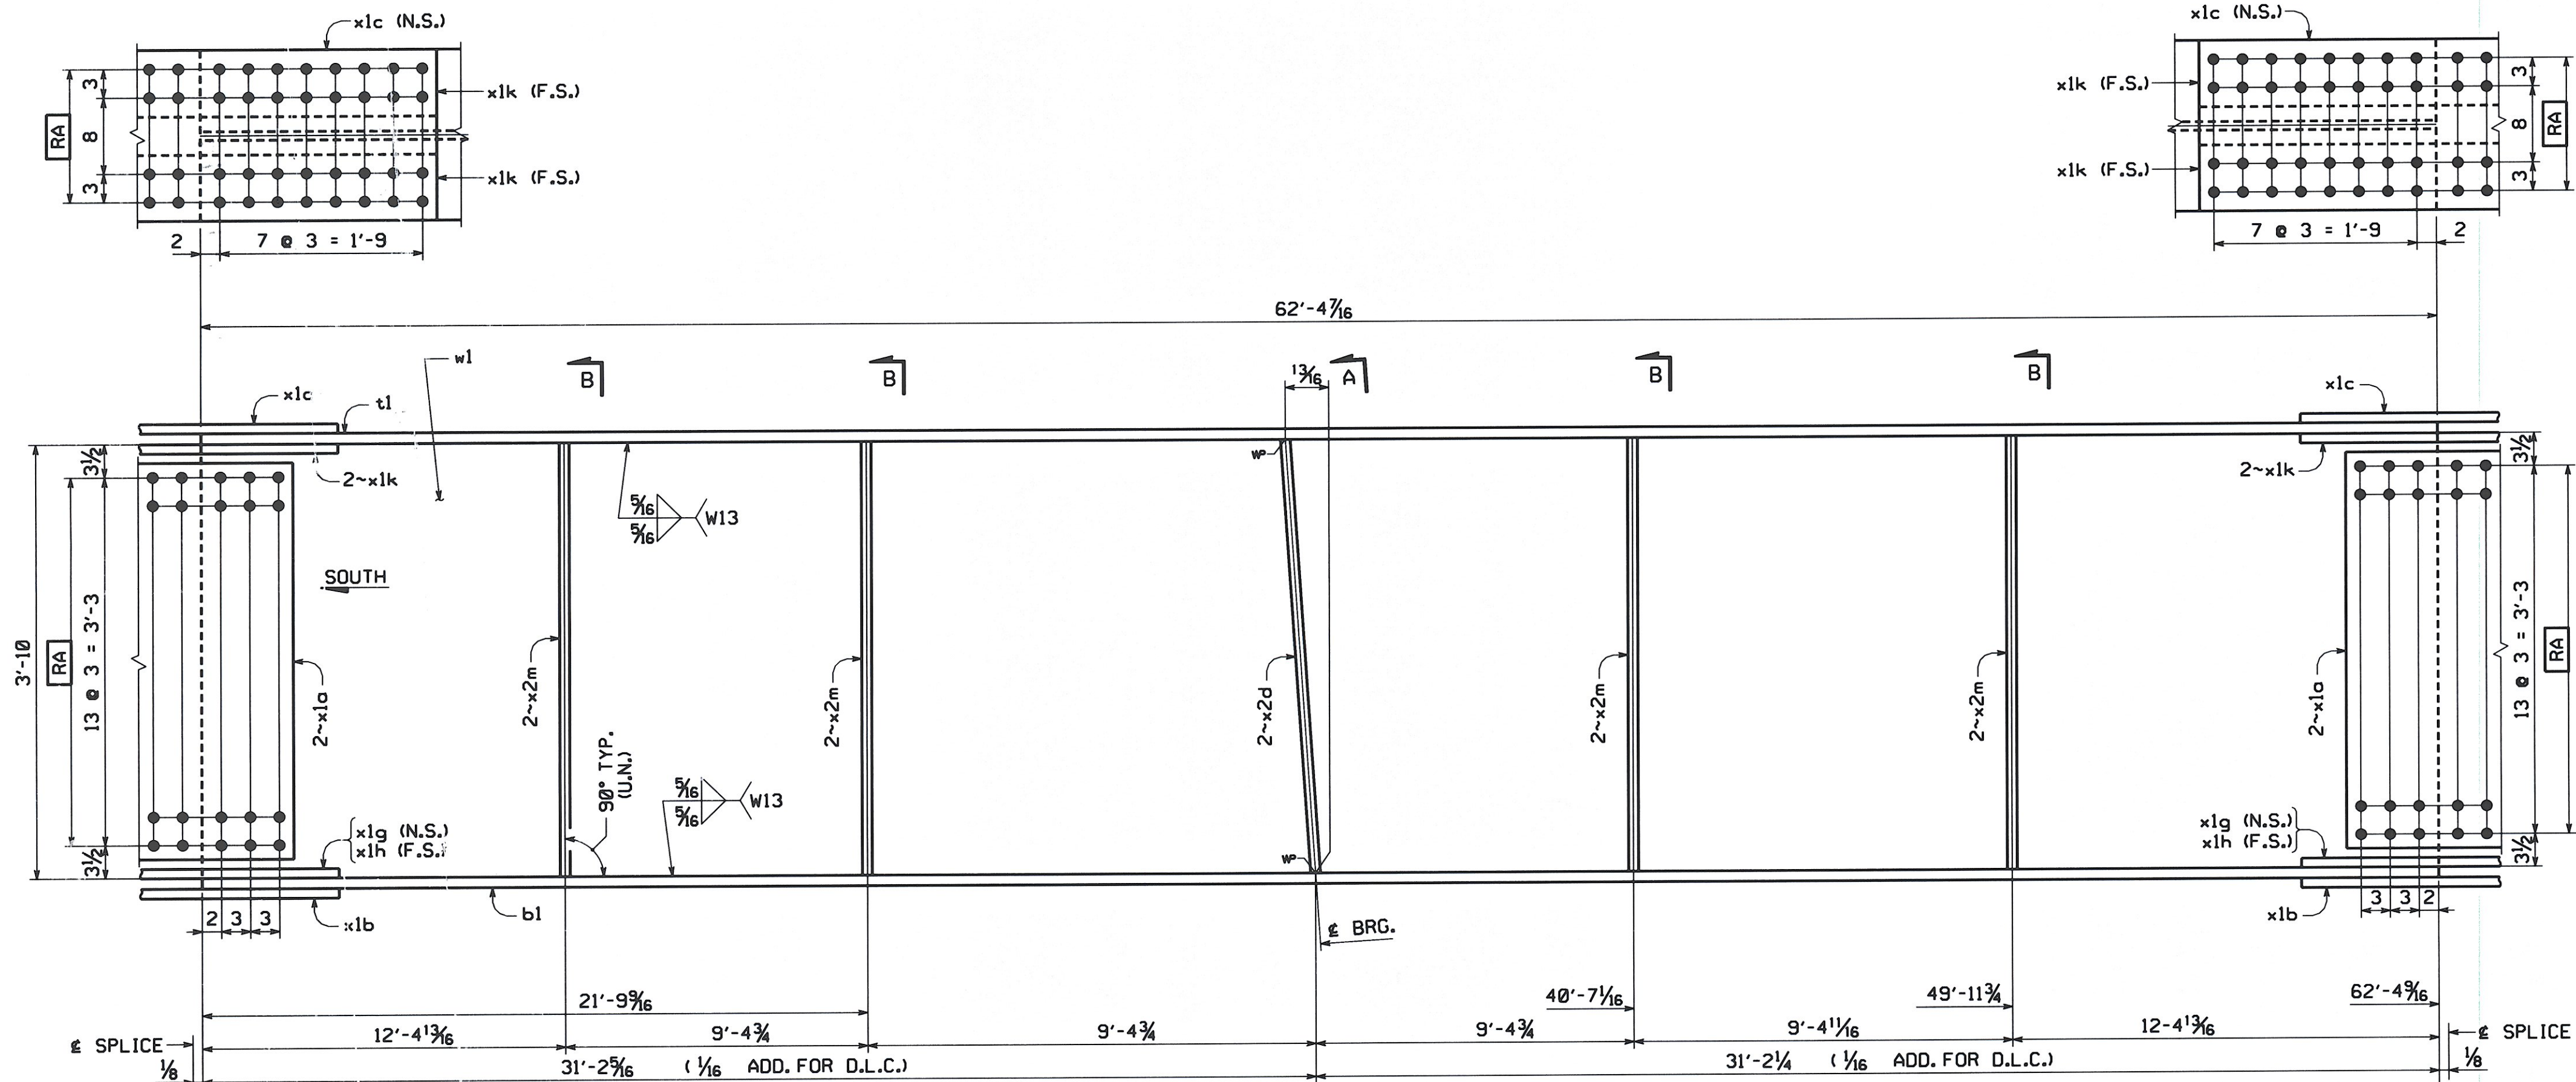 x1c (N.S.)
x1c (N.S.)
3
8
3
RA
x1k (F.S.)
x1k (F.S.)
2
7 @ 3 = 1'-9
x1k (F.S.)
x1k (F.S.)
3
8
3
RA
7 @ 3 = 1'-9
2
62'-4 7/16
w1
B
B
13/16
A
B
B
x1c
t1
x1c
3 1/2
2~x1k
WP
2~x1k
3 1/2
5/16
5/16
W13
SOUTH
3'-10
RA
13 @ 3 = 3'-3
2~x1a
2~x2m
2~x2m
2~x2d
2~x2m
2~x2m
2~x1a
13 @ 3 = 3'-3
RA
90° TYP.
(U.N.)
5/16
5/16
W13
x1g (N.S.)
x1h (F.S.)
WP
x1g (N.S.)
x1h (F.S.)
3 1/2
3 1/2
2 3 3
x1b
b1
℄ BRG.
x1b
3 3 2
21'-9 9/16
40'-7 1/16
49'-11 3/4
62'-4 9/16
℄ SPLICE
12'-4 13/16
9'-4 3/4
9'-4 3/4
9'-4 3/4
9'-4 11/16
12-4 13/16
℄ SPLICE
1/8
31'-2 5/16 ( 1/16 ADD. FOR D.L.C.)
31'-2 1/4 ( 1/16 ADD. FOR D.L.C.)
1/8